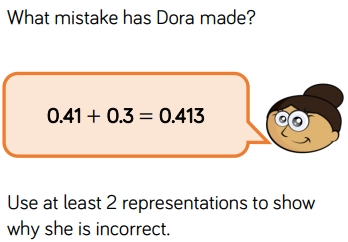 What mistake has Dora made?
0.41 + 0.3 = 0.413
Use at least 2 representations to show
why she is incorrect.